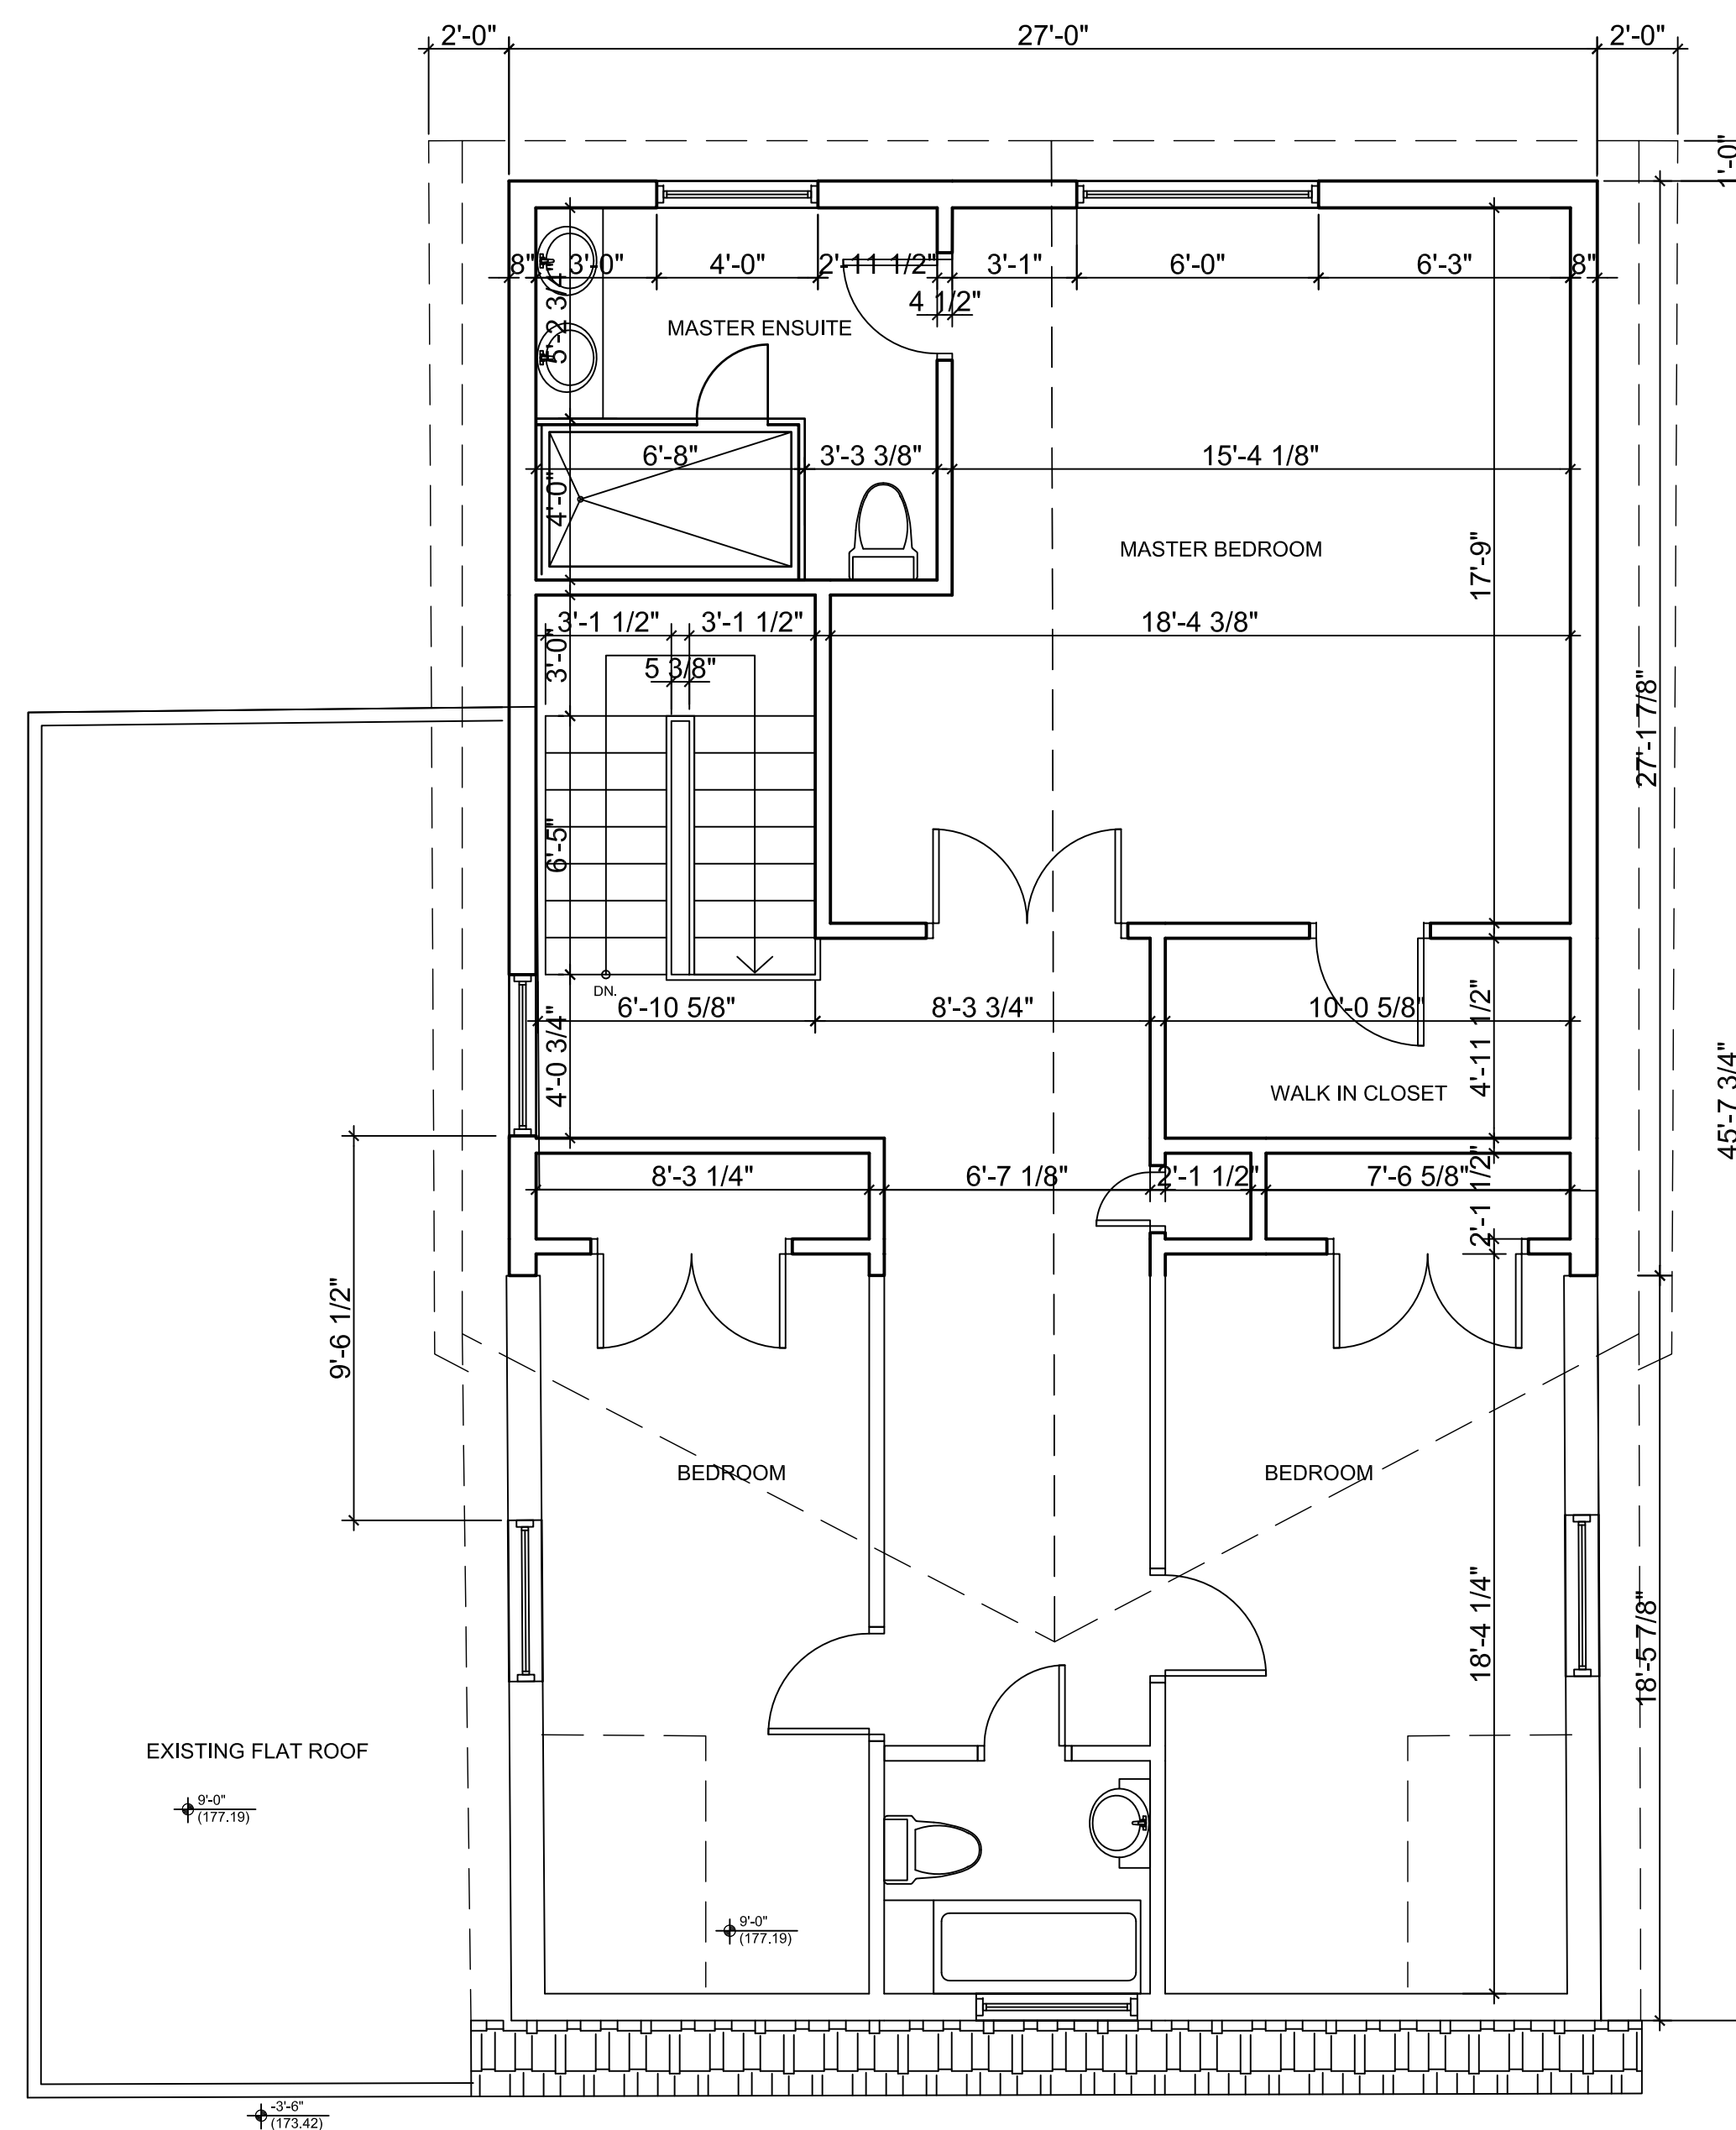 2'-0" 27'-0" 2'-0"
1'-0"
8" 3'-0" 4'-0" 2'-11 1/2" 3'-1" 6'-0" 6'-3" 8"
4 1/2"
5'-2 3/4"
MASTER ENSUITE
6'-8" 3'-3 3/8" 15'-4 1/8"
4'-0"
MASTER BEDROOM
17'-9"
3'-1 1/2" 3'-1 1/2" 18'-4 3/8"
3'-0"
5 3/8"
27'-1 7/8"
6'-5"
DN.
6'-10 5/8" 8'-3 3/4" 10'-0 5/8"
4'-0 3/4"
4'-11 1/2"
WALK IN CLOSET
45'-7 3/4"
8'-3 1/4" 6'-7 1/8" 2'-1 1/2" 7'-6 5/8"
2'-1 1/2"
9'-6 1/2"
BEDROOM BEDROOM
18'-4 1/4"
18'-5 7/8"
EXISTING FLAT ROOF
9'-0"
(177.19)
9'-0"
(177.19)
-3'-6"
(173.42)